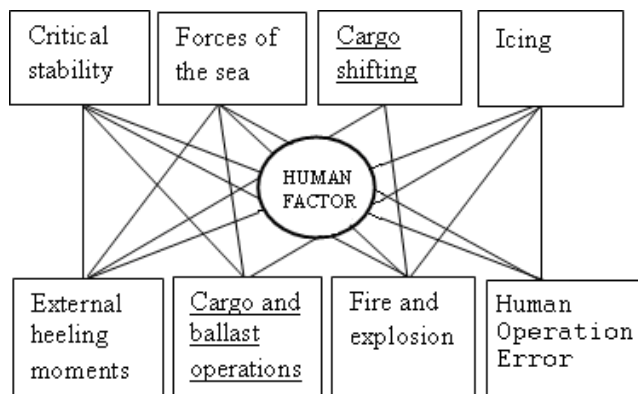 Critical
stability
Forces of
the sea
Cargo
shifting
Icing
HUMAN
FACTOR
External
heeling
moments
Cargo and
ballast
operations
Fire and
explosion
Human
Operation
Error